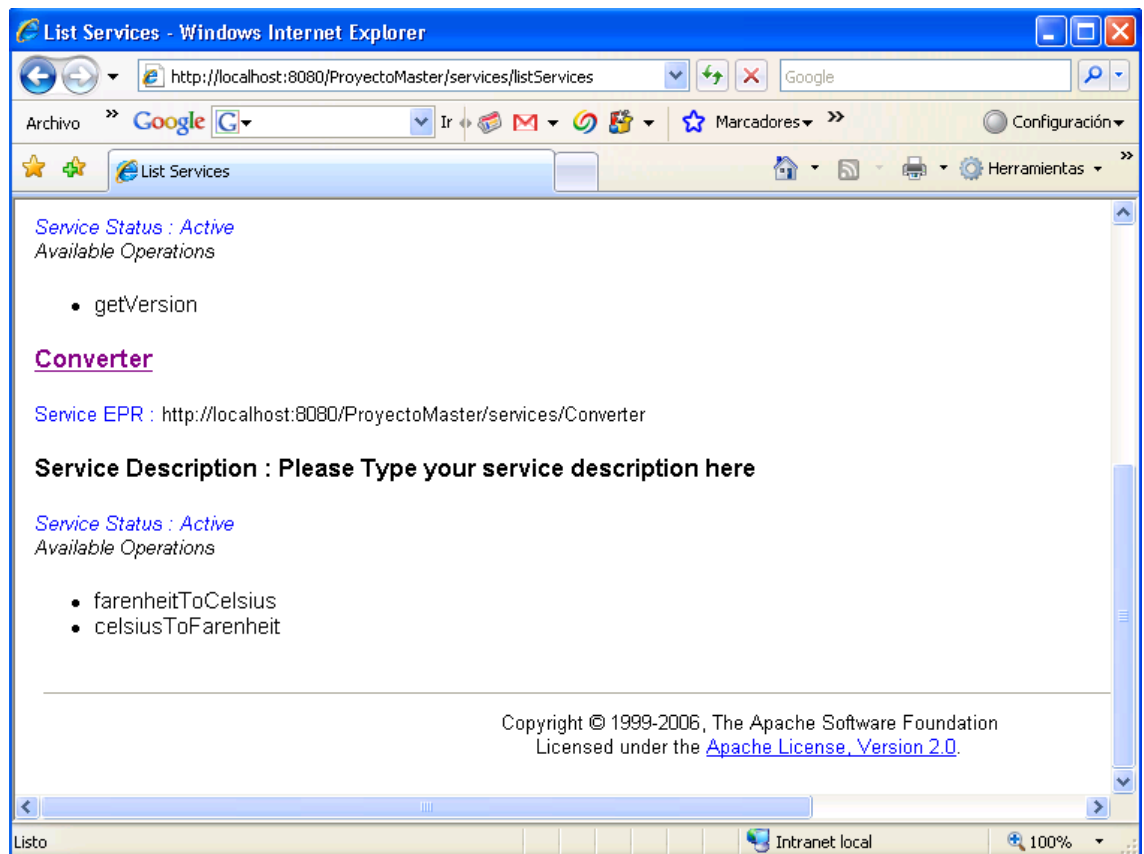 List Services - Windows Internet Explorer
http://localhost:8080/ProyectoMaster/services/listServices
Google
Archivo » Google G Ir Marcadores » Configuración
List Services
Herramientas »
Service Status : Active
Available Operations
• getVersion
Converter
Service EPR : http://localhost:8080/ProyectoMaster/services/Converter
Service Description : Please Type your service description here
Service Status : Active
Available Operations
• farenheitToCelsius
• celsiusToFarenheit
Copyright © 1999-2006, The Apache Software Foundation
Licensed under the Apache License, Version 2.0.
Listo Intranet local 100%